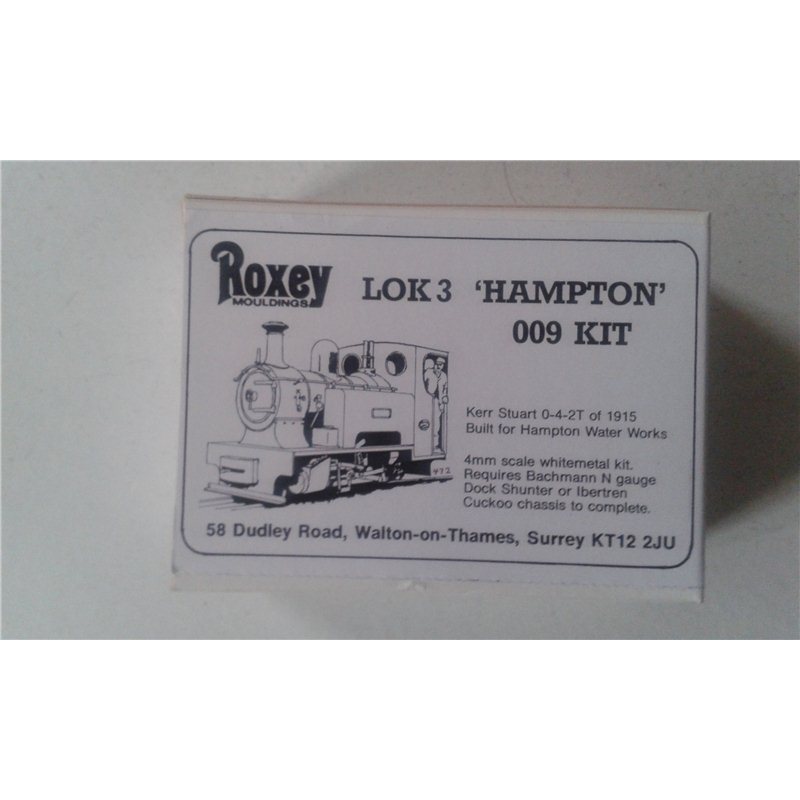 Roxey
MOULDINGS
LOK 3 'HAMPTON'
009 KIT
Kerr Stuart 0-4-2T of 1915
Built for Hampton Water Works
4mm scale whitemetal kit.
Requires Bachmann N gauge
Dock Shunter or Ibertren
Cuckoo chassis to complete.
58 Dudley Road, Walton-on-Thames, Surrey KT12 2JU